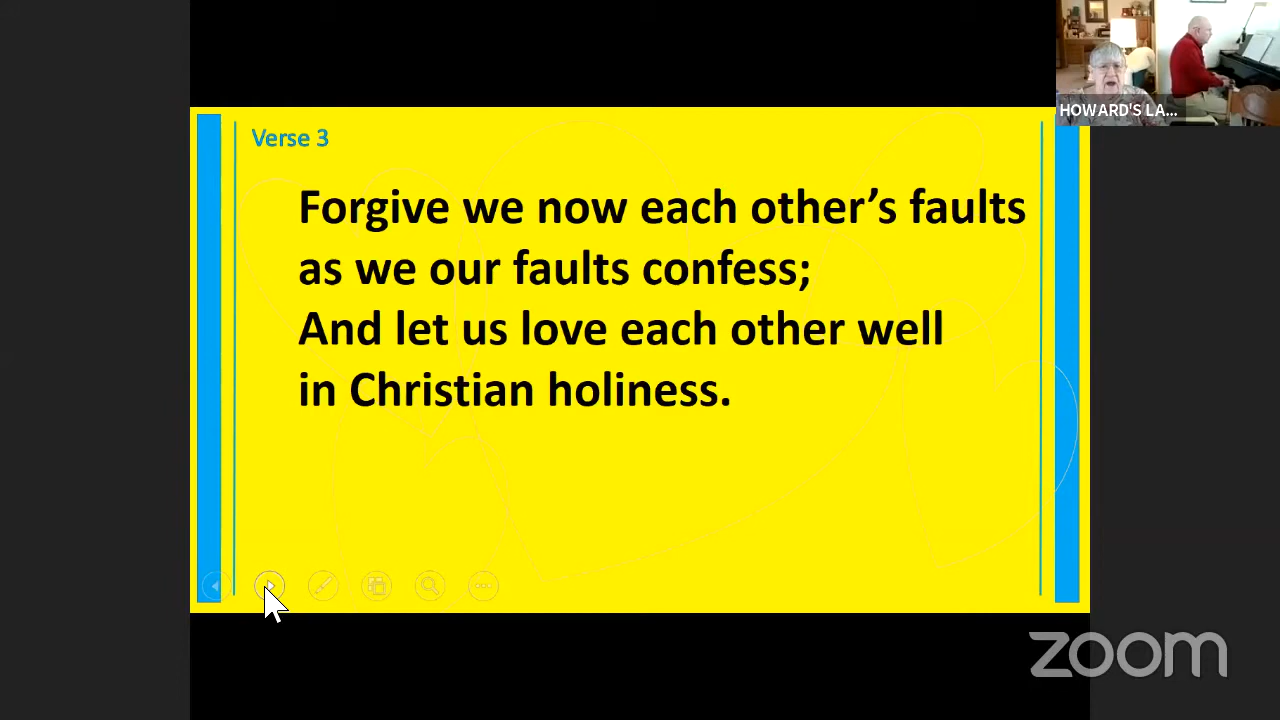 HOWARD'S LA...
Verse 3
Forgive we now each other’s faults
as we our faults confess;
And let us love each other well
in Christian holiness.
zoom